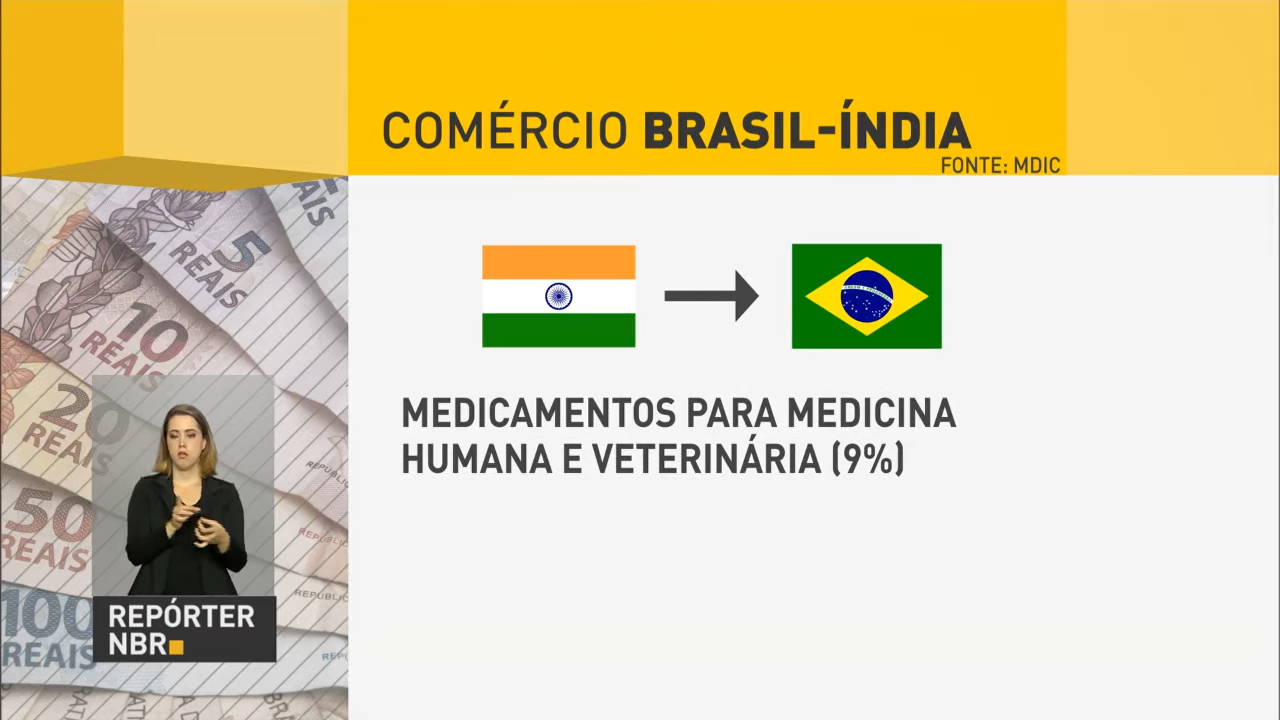 COMÉRCIO BRASIL-ÍNDIA
FONTE: MDIC
MEDICAMENTOS PARA MEDICINA
HUMANA E VETERINÁRIA (9%)
AIS
5
REAIS
10
REAIS
20
REAIS
50
REAIS
100
REAIS
REPÓRTER
NBR